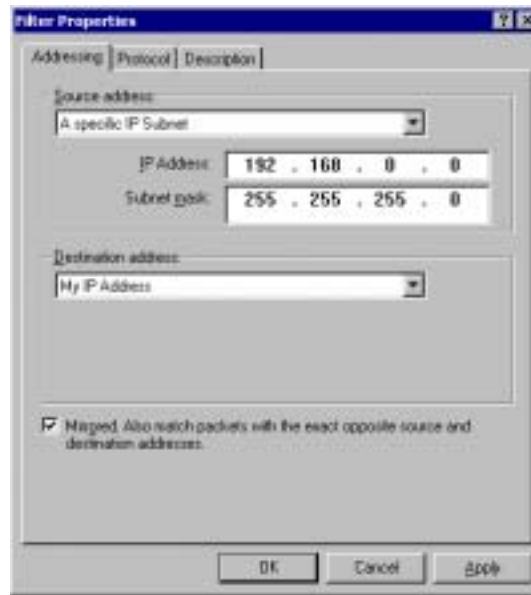 Filter Properties
Addressing Protocol Description
Source address:
A specific IP Subnet
IP Address: 192 . 168 . 0 . 0
Subnet mask: 255 . 255 . 255 . 0
Destination address:
My IP Address
Mirrored. Also match packets with the exact opposite source and
destination addresses.
OK Cancel Apply